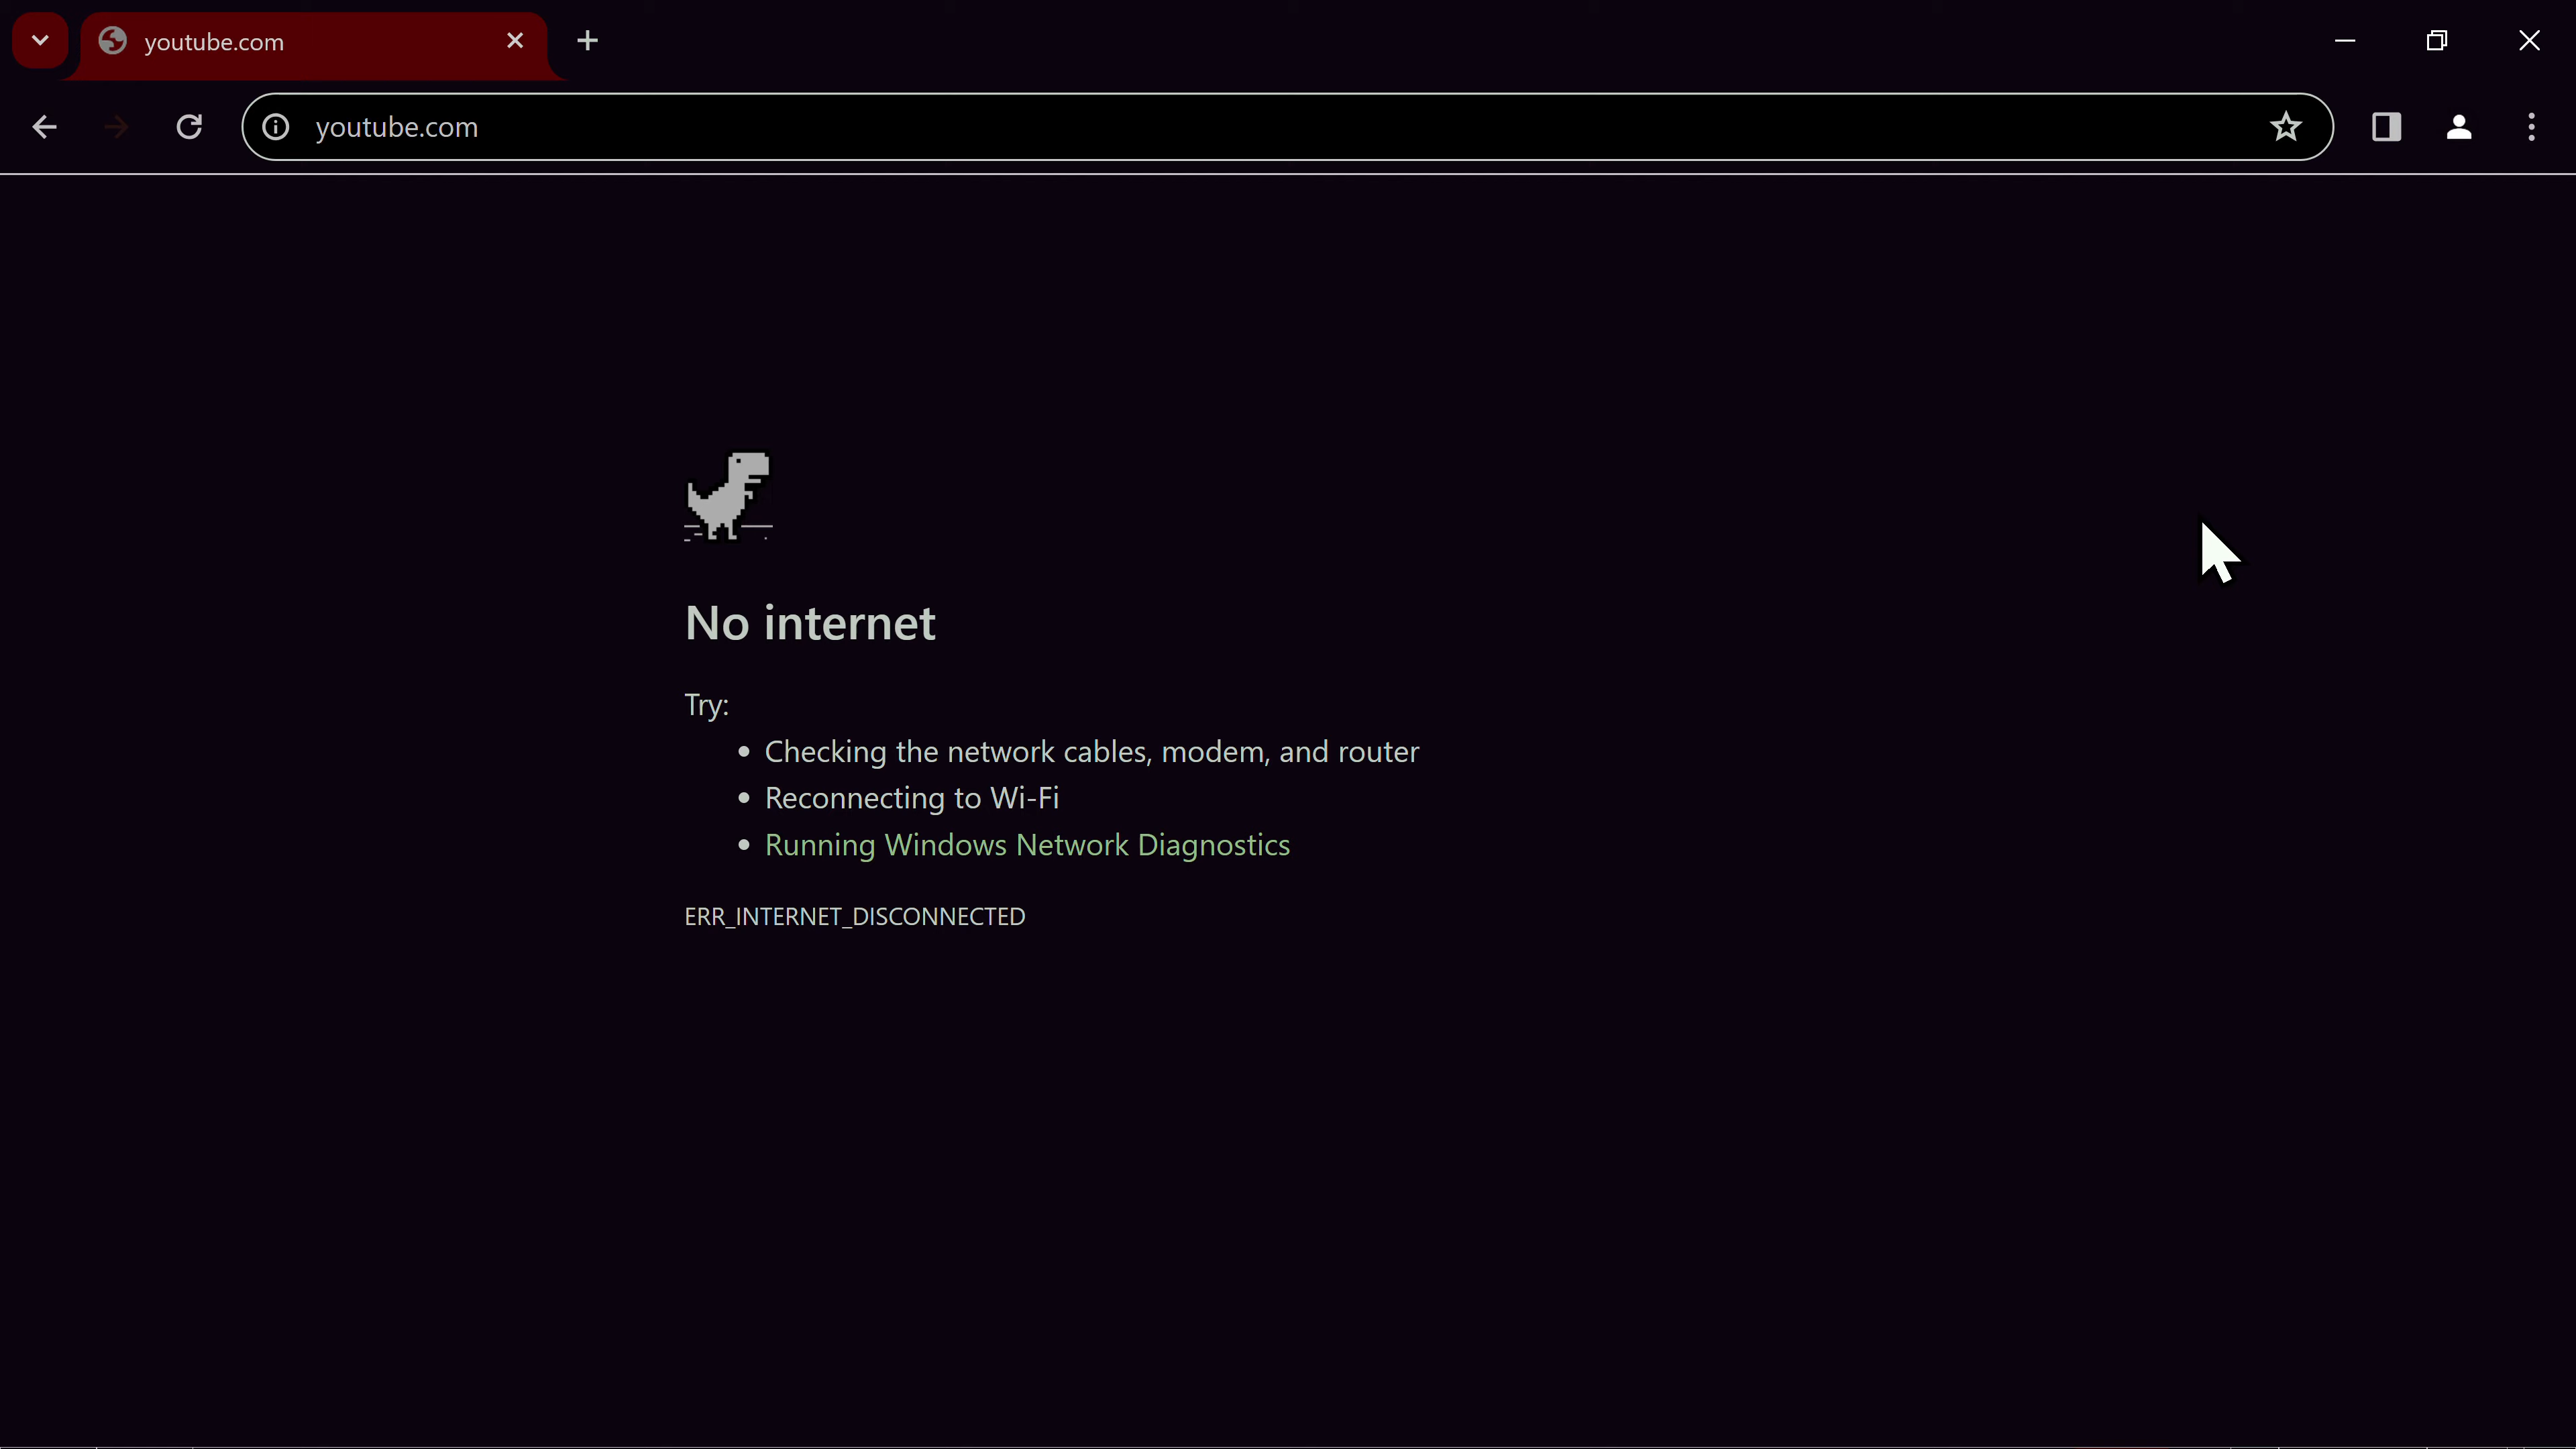 youtube.com
youtube.com
No internet
Try:
Checking the network cables, modem, and router
Reconnecting to Wi-Fi
Running Windows Network Diagnostics
ERR_INTERNET_DISCONNECTED